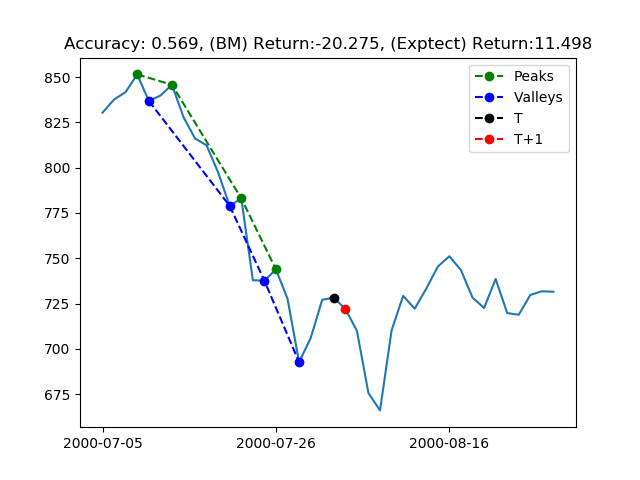 Accuracy: 0.569, (BM) Return:-20.275, (Exptect) Return:11.498
850
825
800
775
750
725
700
675
2000-07-05
2000-07-26
2000-08-16
Peaks
Valleys
T
T+1